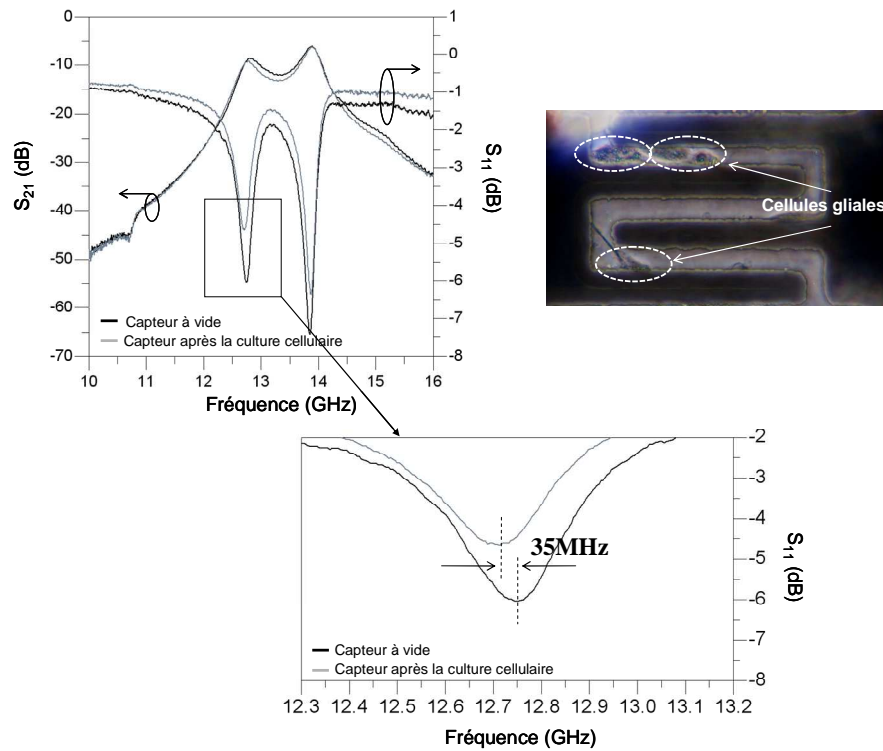 0
-10
-20
-30
-40
-50
-60
-70
S21 (dB)
1
0
-1
-2
-3
-4
-5
-6
-7
-8
S11 (dB)
Capteur à vide
Capteur après la culture cellulaire
10 11 12 13 14 15 16
Fréquence (GHz)
Cellules gliales
-2
-3
-4
-5
-6
-7
-8
S11 (dB)
35MHz
Capteur à vide
Capteur après la culture cellulaire
12.3 12.4 12.5 12.6 12.7 12.8 12.9 13.0 13.1 13.2
Fréquence (GHz)